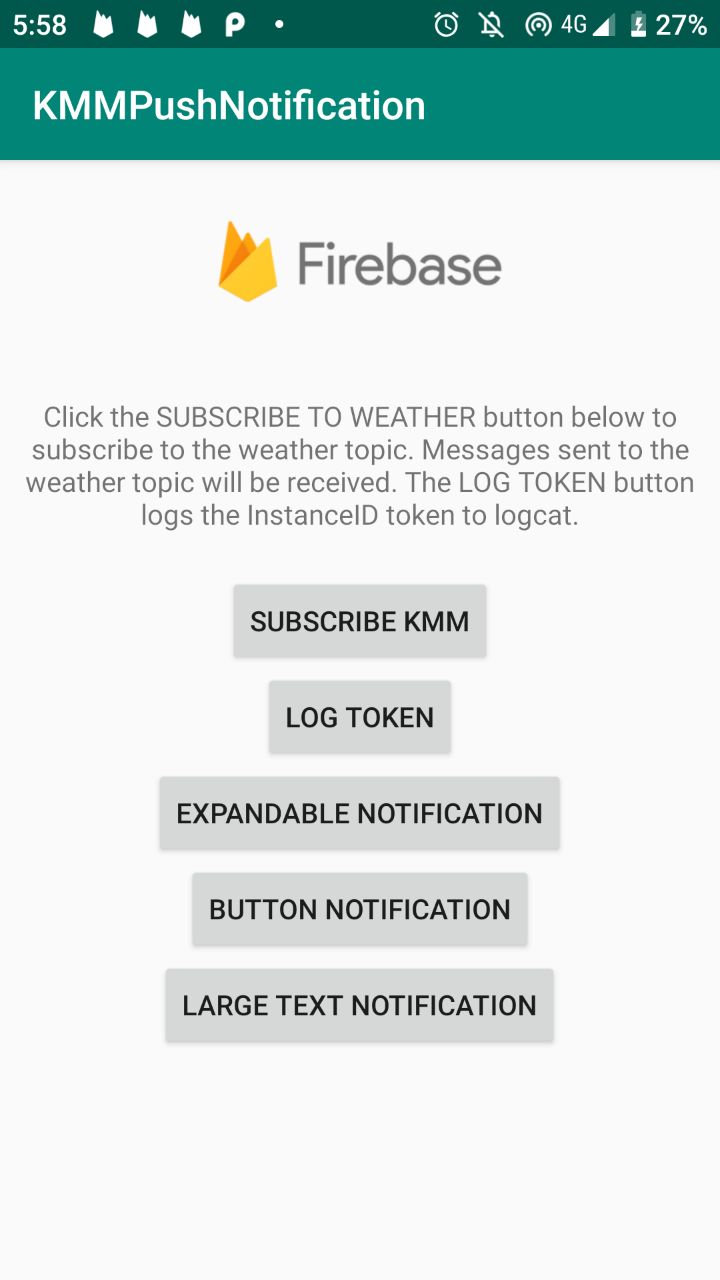 5:58 4G 27%
KMMPushNotification
Firebase
Click the SUBSCRIBE TO WEATHER button below to
subscribe to the weather topic. Messages sent to the
weather topic will be received. The LOG TOKEN button
logs the InstanceID token to logcat.
SUBSCRIBE KMM
LOG TOKEN
EXPANDABLE NOTIFICATION
BUTTON NOTIFICATION
LARGE TEXT NOTIFICATION